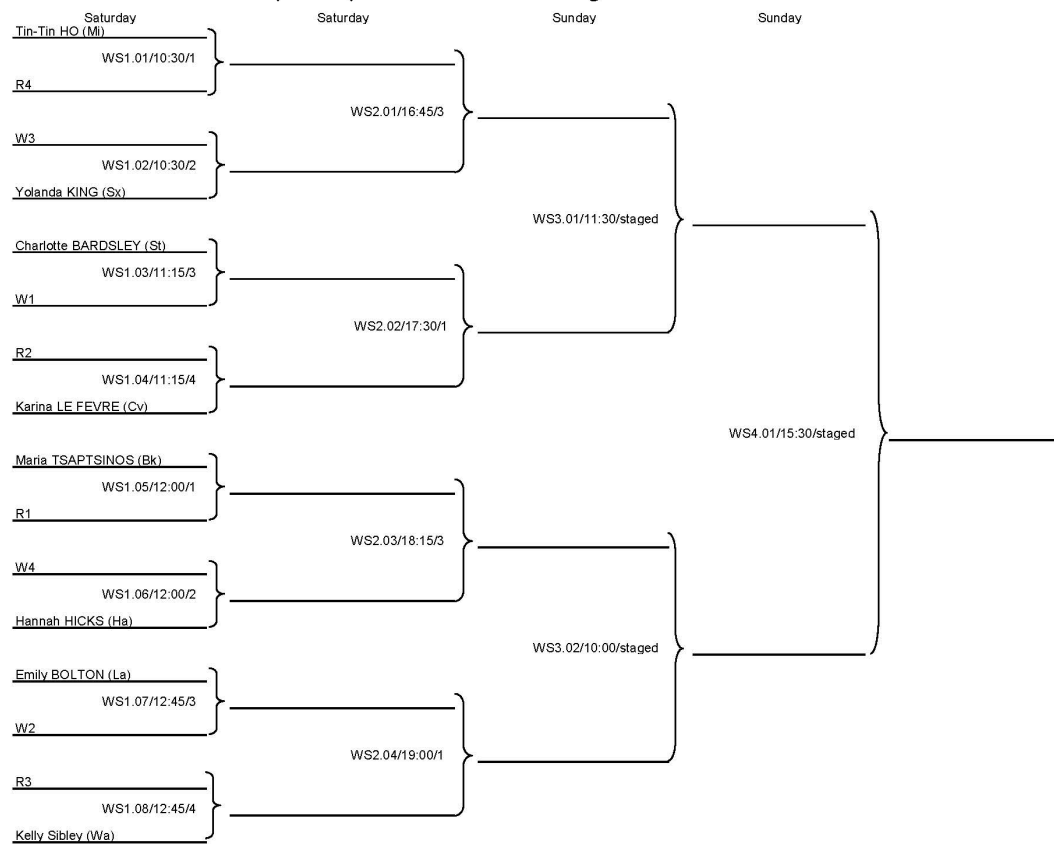 Saturday Saturday Sunday Sunday
Tin-Tin HO (Mi)
WS1.01/10:30/1
R4
WS2.01/16:45/3
W3
WS1.02/10:30/2
Yolanda KING (Sx)
WS3.01/11:30/staged
Charlotte BARDSLEY (St)
WS1.03/11:15/3
W1
WS2.02/17:30/1
R2
WS1.04/11:15/4
Karina LE FEVRE (Cv)
WS4.01/15:30/staged
Maria TSAPTSINOS (Bk)
WS1.05/12:00/1
R1
WS2.03/18:15/3
W4
WS1.06/12:00/2
Hannah HICKS (Ha)
WS3.02/10:00/staged
Emily BOLTON (La)
WS1.07/12:45/3
W2
WS2.04/19:00/1
R3
WS1.08/12:45/4
Kelly Sibley (Wa)